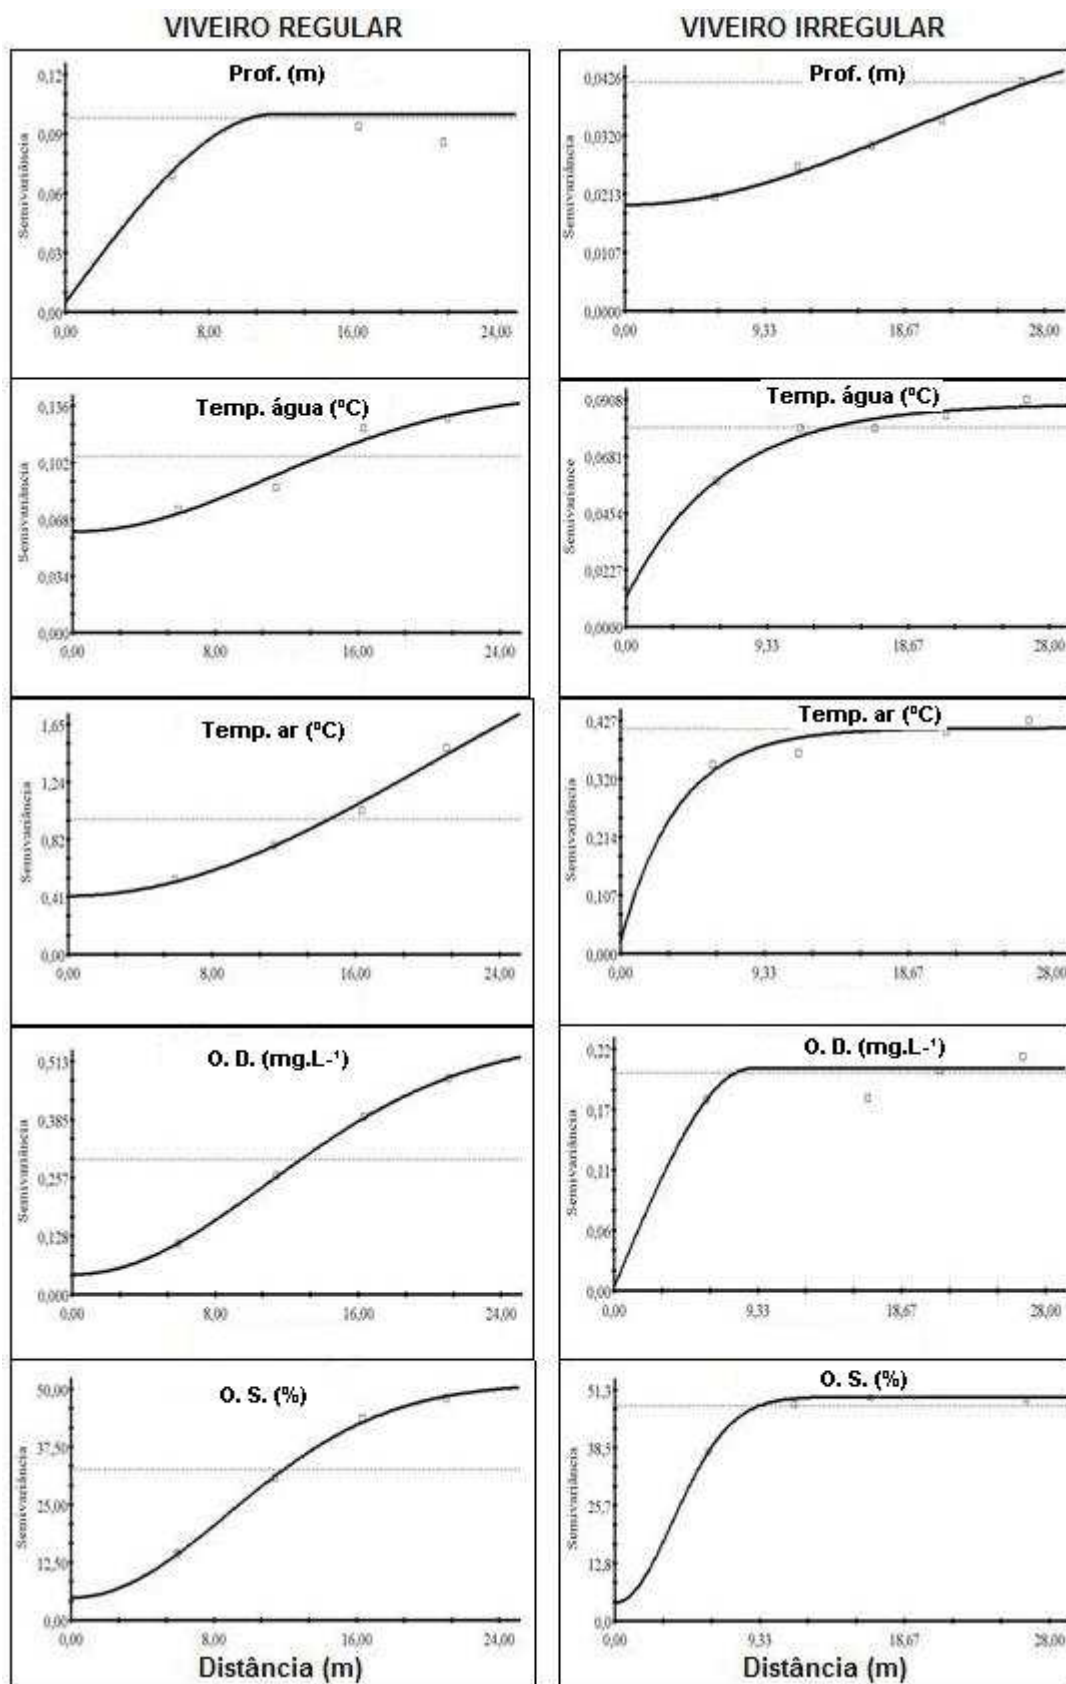 VIVEIRO REGULAR
VIVEIRO IRREGULAR
Prof. (m)
Semivariância
0,12
0,09
0,06
0,03
0,00
0,00 8,00 16,00 24,00
Prof. (m)
Semivariância
0,0426
0,0320
0,0213
0,0107
0,0000
0,00 9,33 18,67 28,00
Temp. água (ºC)
Semivariância
0,136
0,102
0,068
0,034
0,000
0,00 8,00 16,00 24,00
Temp. água (ºC)
Semivariance
0,0908
0,0681
0,0454
0,0227
0,0000
0,00 9,33 18,67 28,00
Temp. ar (ºC)
Semivariância
1,65
1,24
0,82
0,41
0,00
0,00 8,00 16,00 24,00
Temp. ar (ºC)
Semivariância
0,427
0,320
0,214
0,107
0,000
0,00 9,33 18,67 28,00
O. D. (mg.L-¹)
Semivariância
0,513
0,385
0,257
0,128
0,000
0,00 8,00 16,00 24,00
O. D. (mg.L-¹)
Semivariância
0,22
0,17
0,11
0,06
0,00
0,00 9,33 18,67 28,00
O. S. (%)
Semivariância
50,00
37,50
25,00
12,50
0,00
0,00 8,00 16,00 24,00
Distância (m)
O. S. (%)
Semivariância
51,3
38,5
25,7
12,8
0,0
0,00 9,33 18,67 28,00
Distância (m)